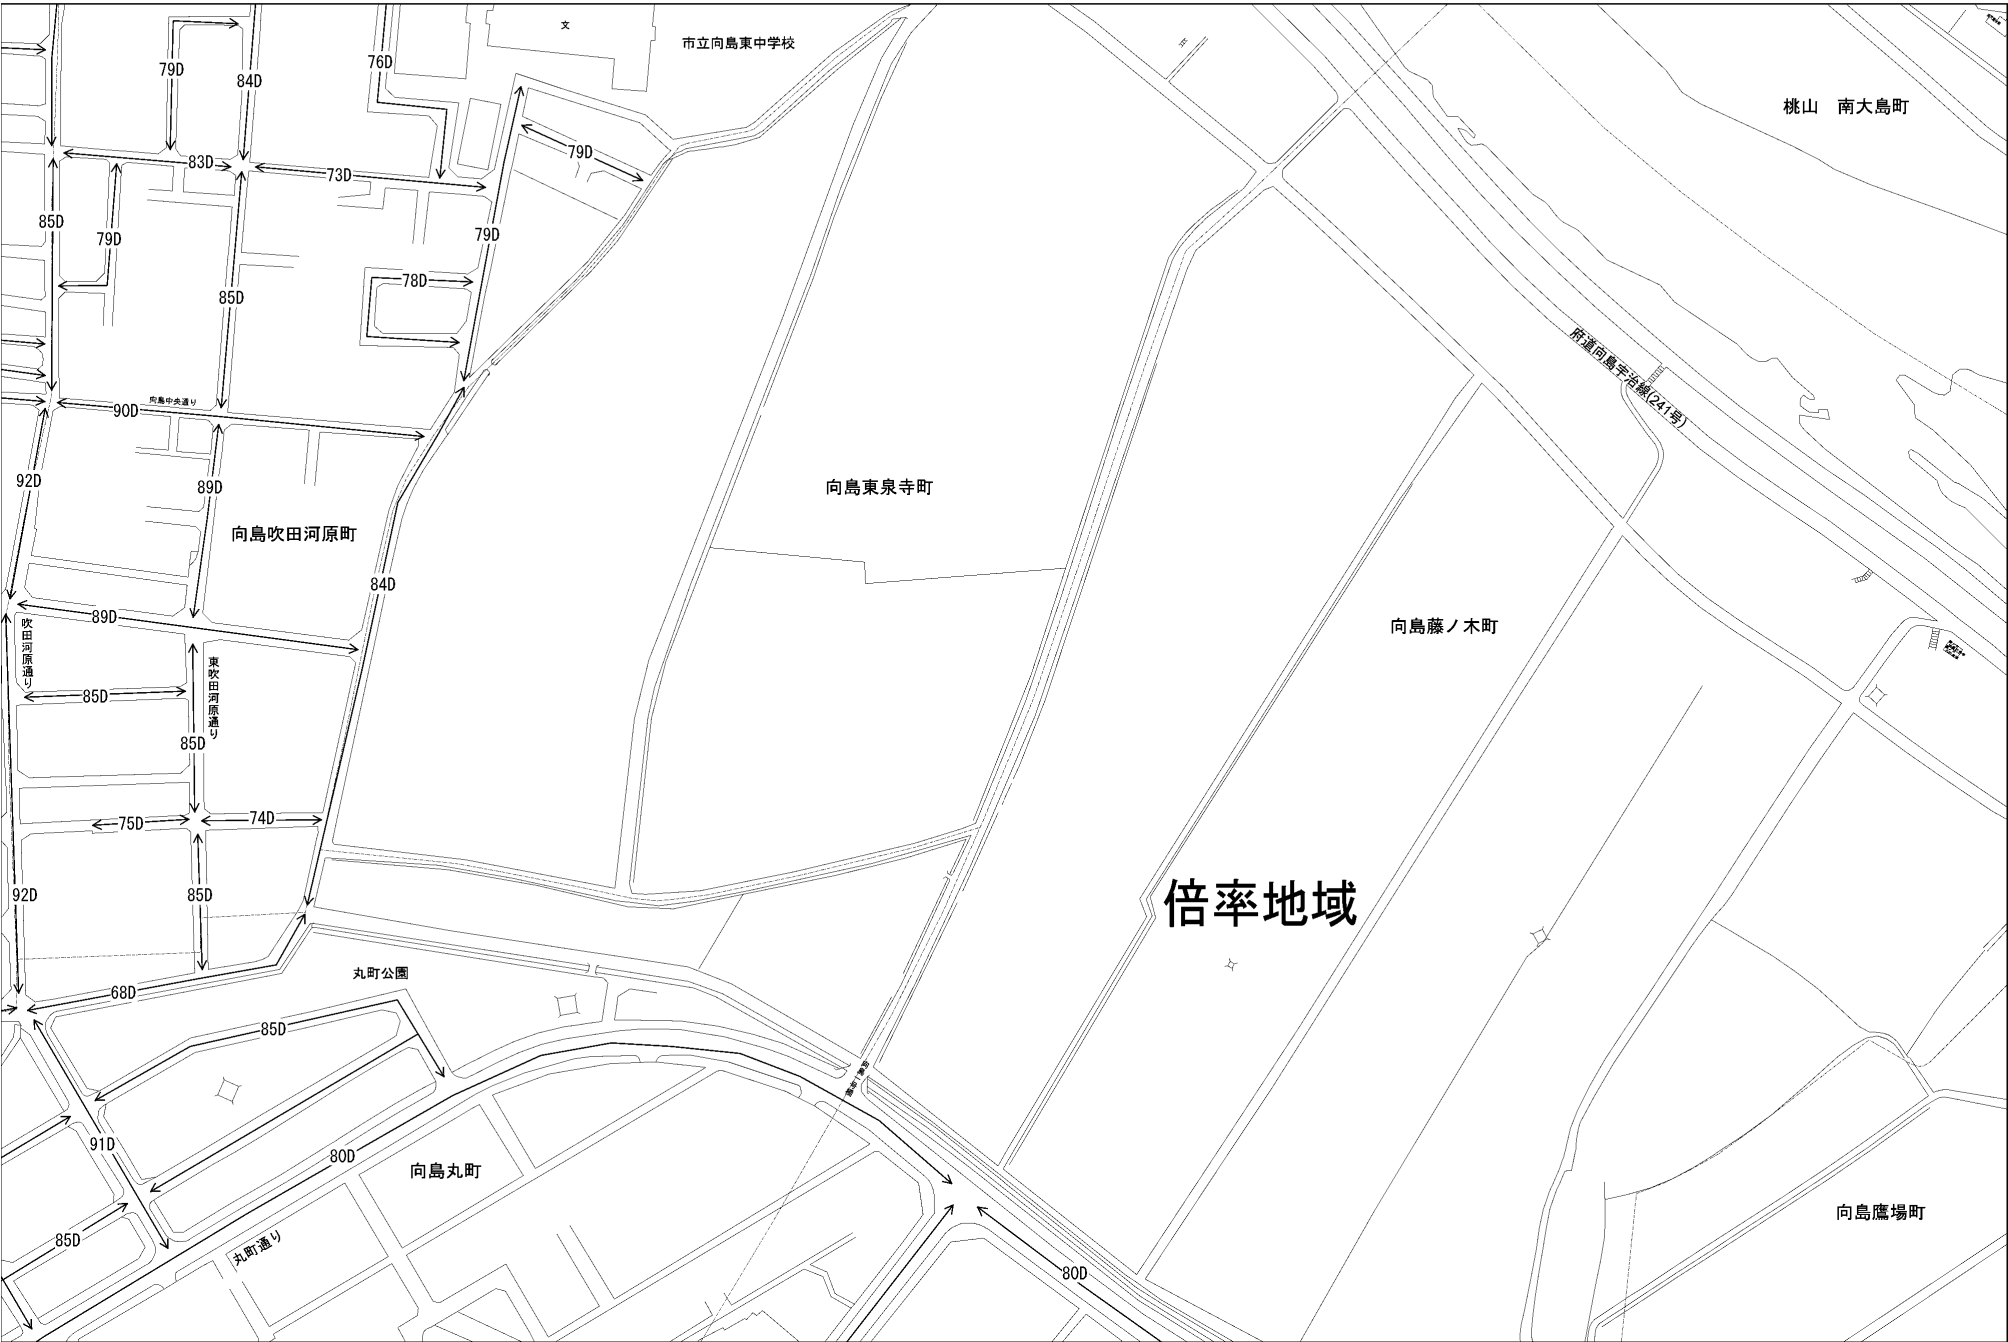 文
市立向島東中学校
76D
79D
84D
桃山 南大島町
83D
73D
79D
85D
79D
79D
78D
85D
府道向島宇治線(241号)
向島中央通り
90D
92D
89D
向島東泉寺町
向島吹田河原町
84D
89D
吹田河原通り
向島藤ノ木町
東吹田河原通り
85D
85D
75D
74D
92D
85D
倍率地域
68D
丸町公園
85D
91D
80D
向島丸町
向島鷹場町
85D
丸町通り
80D